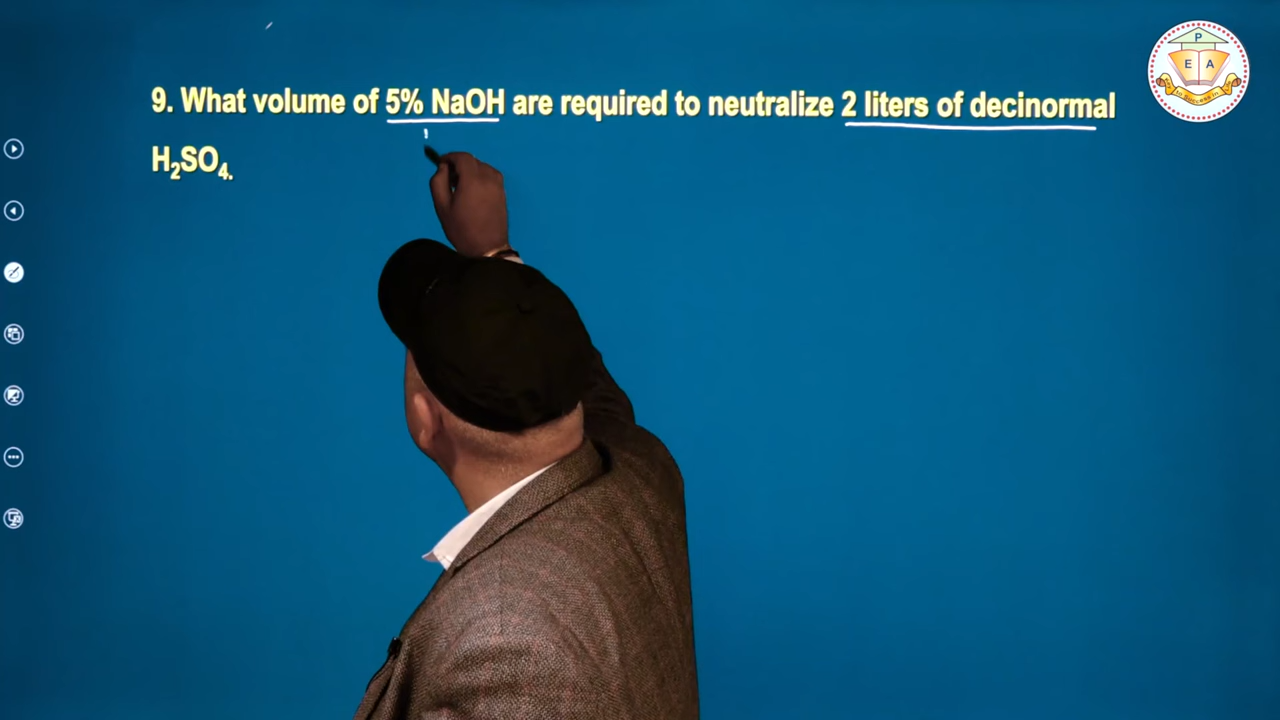 9. What volume of 5% NaOH are required to neutralize 2 liters of decinormal
H₂SO₄.
P
E A